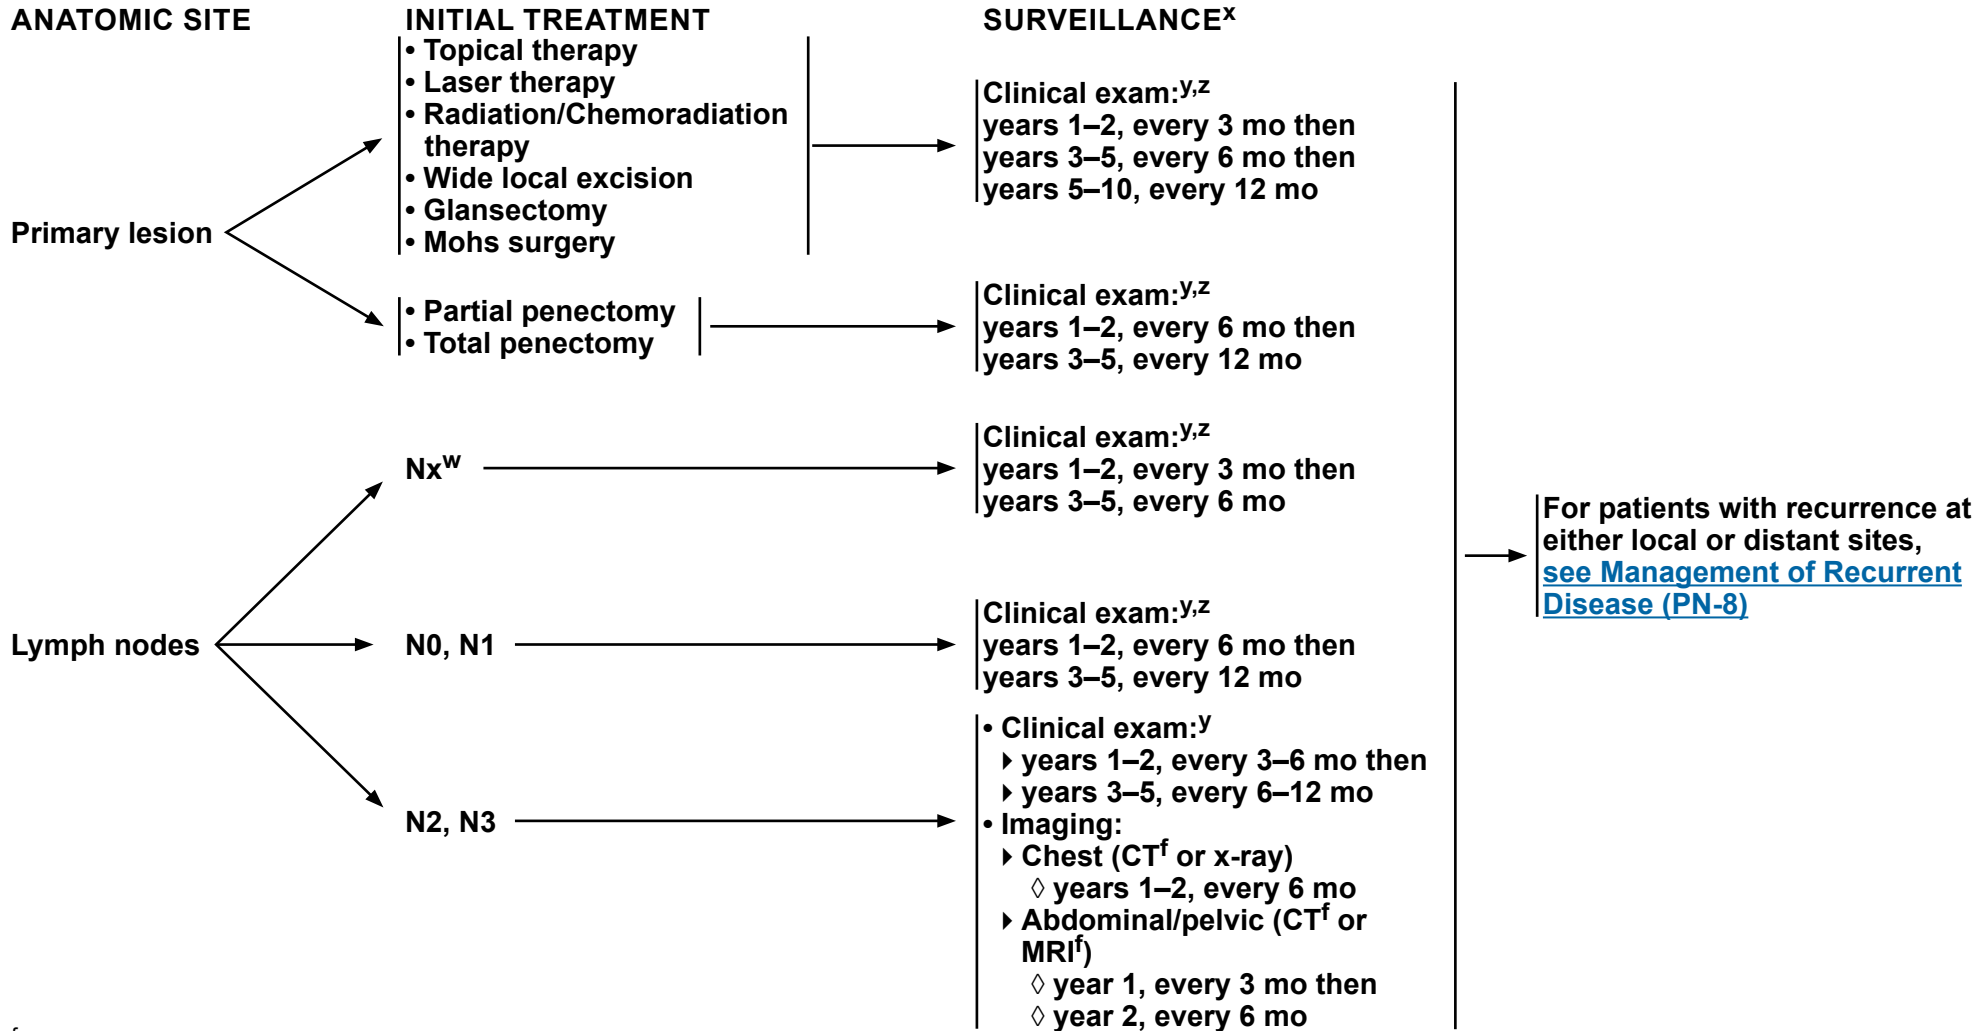 ANATOMIC SITE
INITIAL TREATMENT
SURVEILLANCEˣ
Primary lesion
• Topical therapy
• Laser therapy
• Radiation/Chemoradiation
therapy
• Wide local excision
• Glansectomy
• Mohs surgery
Clinical exam:ʸ,ᶻ
years 1–2, every 3 mo then
years 3–5, every 6 mo then
years 5–10, every 12 mo
• Partial penectomy
• Total penectomy
Clinical exam:ʸ,ᶻ
years 1–2, every 6 mo then
years 3–5, every 12 mo
Lymph nodes
Nxʷ
Clinical exam:ʸ,ᶻ
years 1–2, every 3 mo then
years 3–5, every 6 mo
N0, N1
Clinical exam:ʸ,ᶻ
years 1–2, every 6 mo then
years 3–5, every 12 mo
N2, N3
• Clinical exam:ʸ
▸ years 1–2, every 3–6 mo then
▸ years 3–5, every 6–12 mo
• Imaging:
▸ Chest (CTᶠ or x-ray)
◊ years 1–2, every 6 mo
▸ Abdominal/pelvic (CTᶠ or
MRIᶠ)
◊ year 1, every 3 mo then
◊ year 2, every 6 mo
For patients with recurrence at
either local or distant sites,
see Management of Recurrent
Disease (PN-8)